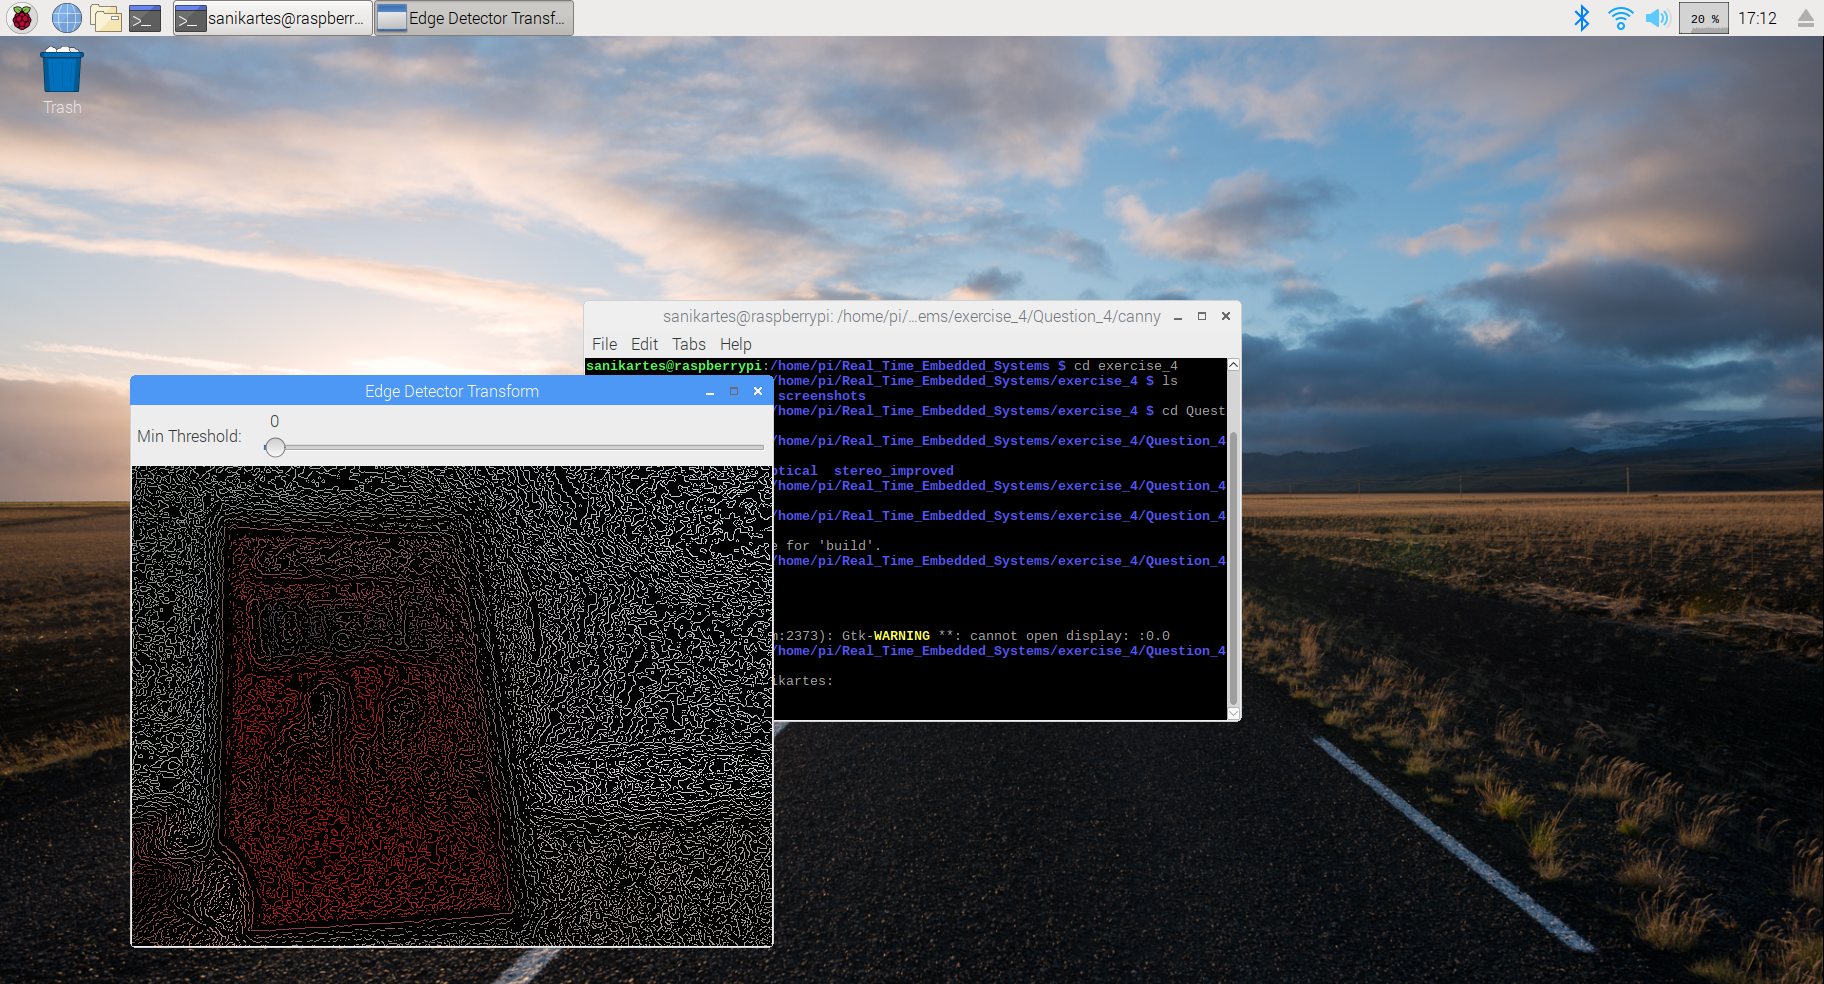 sanikartes@raspberr...
Edge Detector Transf...
20 %
17:12
Trash
sanikartes@raspberrypi: /home/pi/...ems/exercise_4/Question_4/canny
File Edit Tabs Help
sanikartes@raspberrypi:/home/pi/Real_Time_Embedded_Systems $ cd exercise_4
/home/pi/Real_Time_Embedded_Systems/exercise_4 $ ls
screenshots
/home/pi/Real_Time_Embedded_Systems/exercise_4 $ cd Quest
/home/pi/Real_Time_Embedded_Systems/exercise_4/Question_4
ptical stereo_improved
/home/pi/Real_Time_Embedded_Systems/exercise_4/Question_4
/home/pi/Real_Time_Embedded_Systems/exercise_4/Question_4
e for 'build'.
/home/pi/Real_Time_Embedded_Systems/exercise_4/Question_4
:2373): Gtk-WARNING **: cannot open display: :0.0
/home/pi/Real_Time_Embedded_Systems/exercise_4/Question_4
ikartes:
Edge Detector Transform
Min Threshold:
0